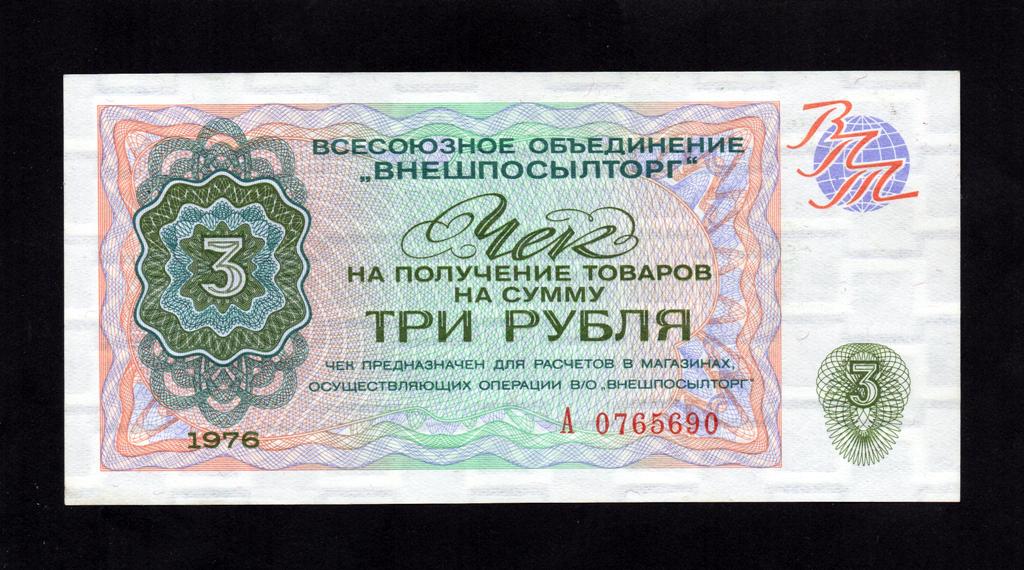 ВСЕСОЮЗНОЕ ОБЪЕДИНЕНИЕ
„ВНЕШПОСЫЛТОРГ“
ВПТ
Чек
НА ПОЛУЧЕНИЕ ТОВАРОВ
НА СУММУ
ТРИ РУБЛЯ
3
ЧЕК ПРЕДНАЗНАЧЕН ДЛЯ РАСЧЕТОВ В МАГАЗИНАХ,
ОСУЩЕСТВЛЯЮЩИХ ОПЕРАЦИИ В/О „ВНЕШПОСЫЛТОРГ“
3
А 0765690
1976